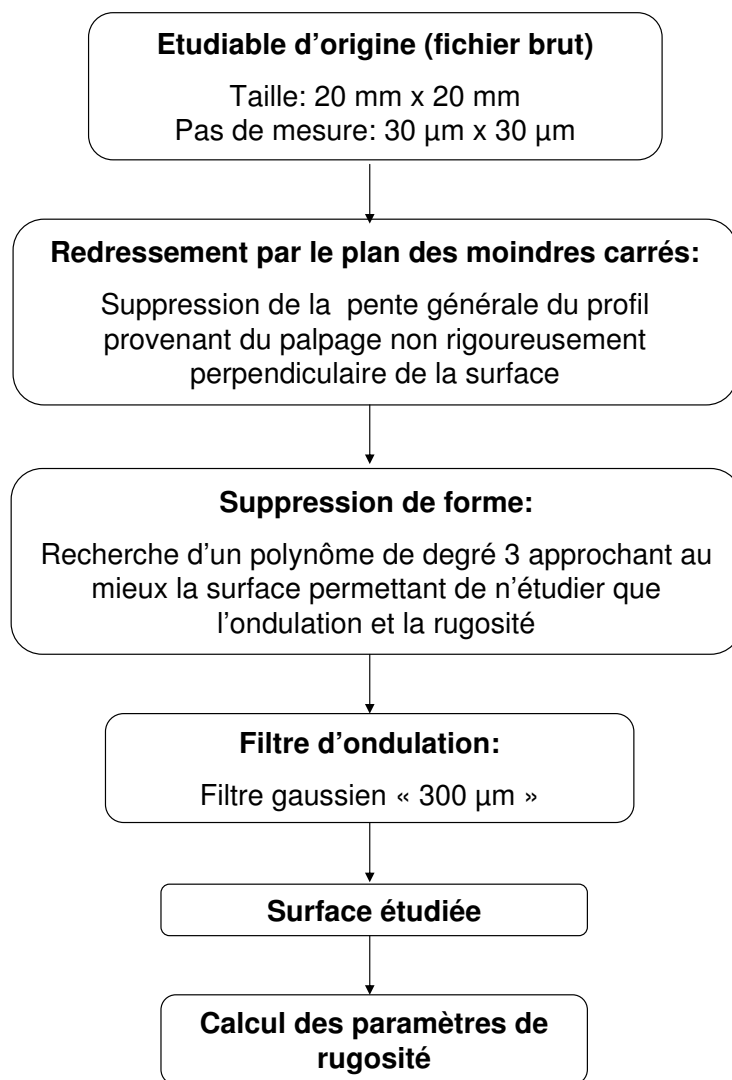 Etudiable d’origine (fichier brut)
Taille: 20 mm x 20 mm
Pas de mesure: 30 µm x 30 µm
Redressement par le plan des moindres carrés:
Suppression de la pente générale du profil
provenant du palpage non rigoureusement
perpendiculaire de la surface
Suppression de forme:
Recherche d’un polynôme de degré 3 approchant au
mieux la surface permettant de n’étudier que
l’ondulation et la rugosité
Filtre d’ondulation:
Filtre gaussien « 300 µm »
Surface étudiée
Calcul des paramètres de
rugosité